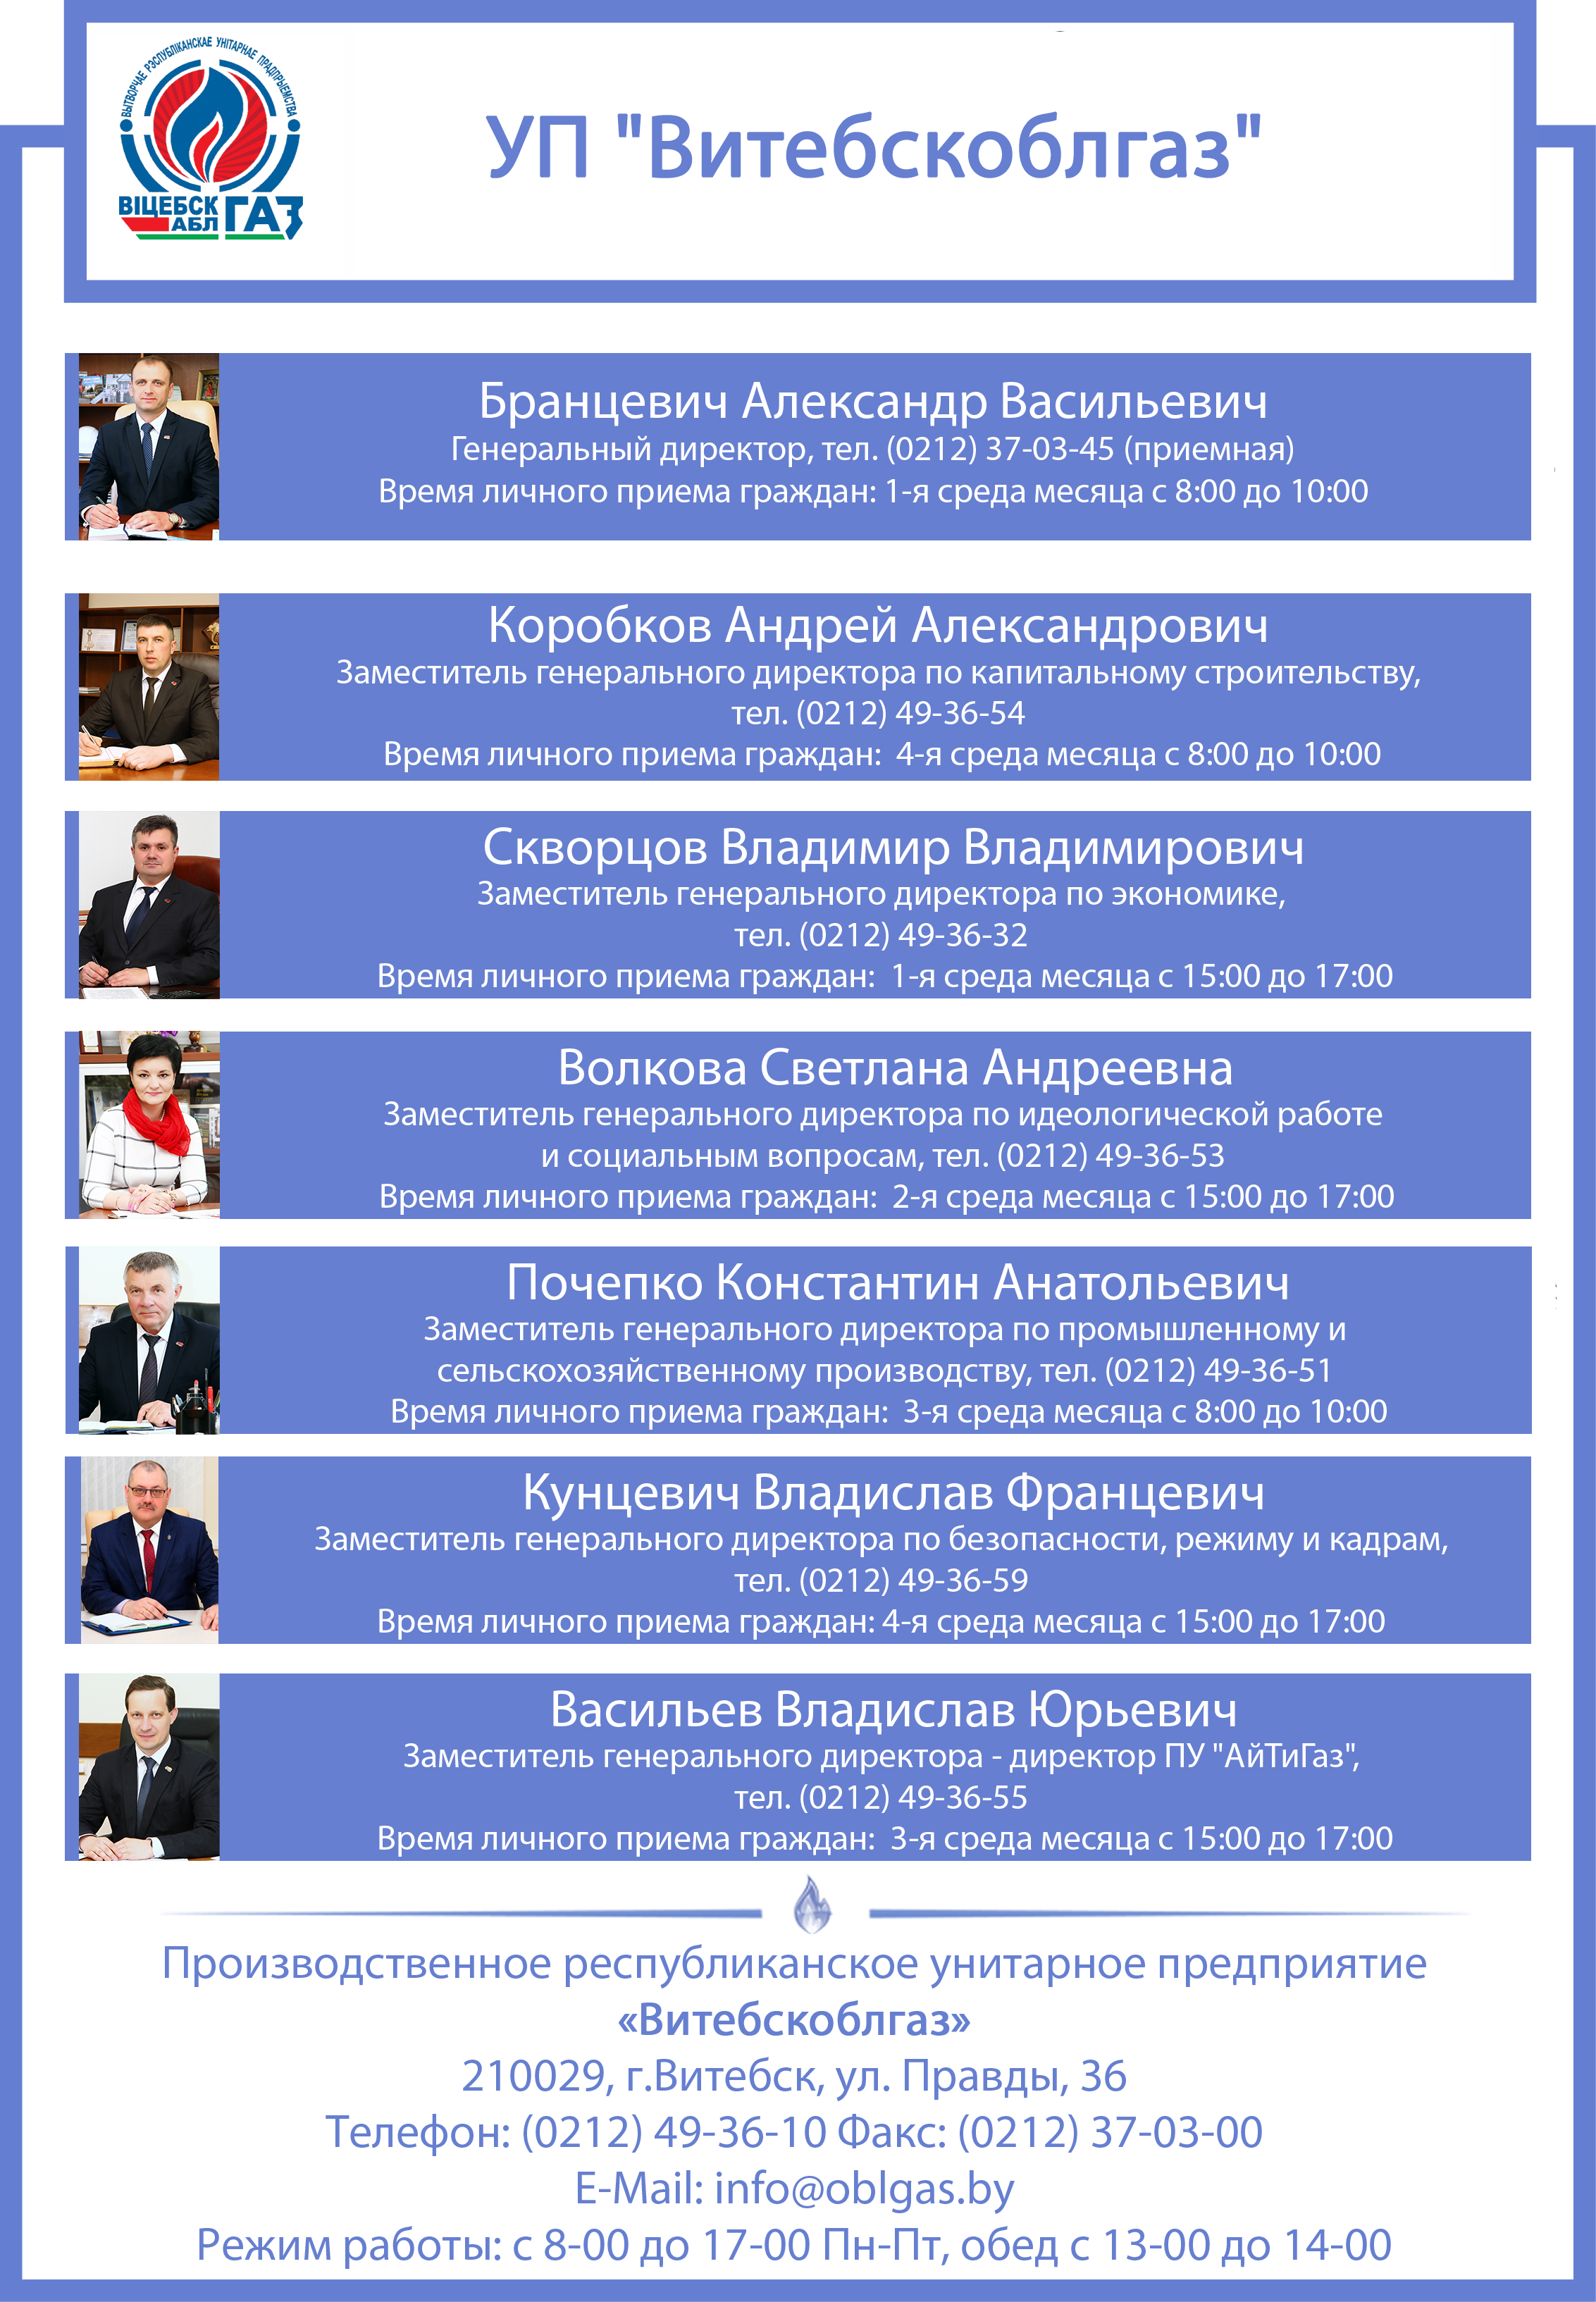 ВЫТВОРЧАЕ РЭСПУБЛІКАНСКАЕ УНІТАРНАЕ ПРАДПРЫЕМСТВА
ВІЦЕБСК
АБЛ
ГАЗ
УП "Витебскоблгаз"
Бранцевич Александр Васильевич
Генеральный директор, тел. (0212) 37-03-45 (приемная)
Время личного приема граждан: 1-я среда месяца с 8:00 до 10:00
Коробков Андрей Александрович
Заместитель генерального директора по капитальному строительству,
тел. (0212) 49-36-54
Время личного приема граждан: 4-я среда месяца с 8:00 до 10:00
Скворцов Владимир Владимирович
Заместитель генерального директора по экономике,
тел. (0212) 49-36-32
Время личного приема граждан: 1-я среда месяца с 15:00 до 17:00
Волкова Светлана Андреевна
Заместитель генерального директора по идеологической работе
и социальным вопросам, тел. (0212) 49-36-53
Время личного приема граждан: 2-я среда месяца с 15:00 до 17:00
Почепко Константин Анатольевич
Заместитель генерального директора по промышленному и
сельскохозяйственному производству, тел. (0212) 49-36-51
Время личного приема граждан: 3-я среда месяца с 8:00 до 10:00
Кунцевич Владислав Францевич
Заместитель генерального директора по безопасности, режиму и кадрам,
тел. (0212) 49-36-59
Время личного приема граждан: 4-я среда месяца с 15:00 до 17:00
Васильев Владислав Юрьевич
Заместитель генерального директора - директор ПУ "АйТиГаз",
тел. (0212) 49-36-55
Время личного приема граждан: 3-я среда месяца с 15:00 до 17:00
Производственное республиканское унитарное предприятие
«Витебскоблгаз»
210029, г.Витебск, ул. Правды, 36
Телефон: (0212) 49-36-10 Факс: (0212) 37-03-00
E-Mail: info@oblgas.by
Режим работы: с 8-00 до 17-00 Пн-Пт, обед с 13-00 до 14-00